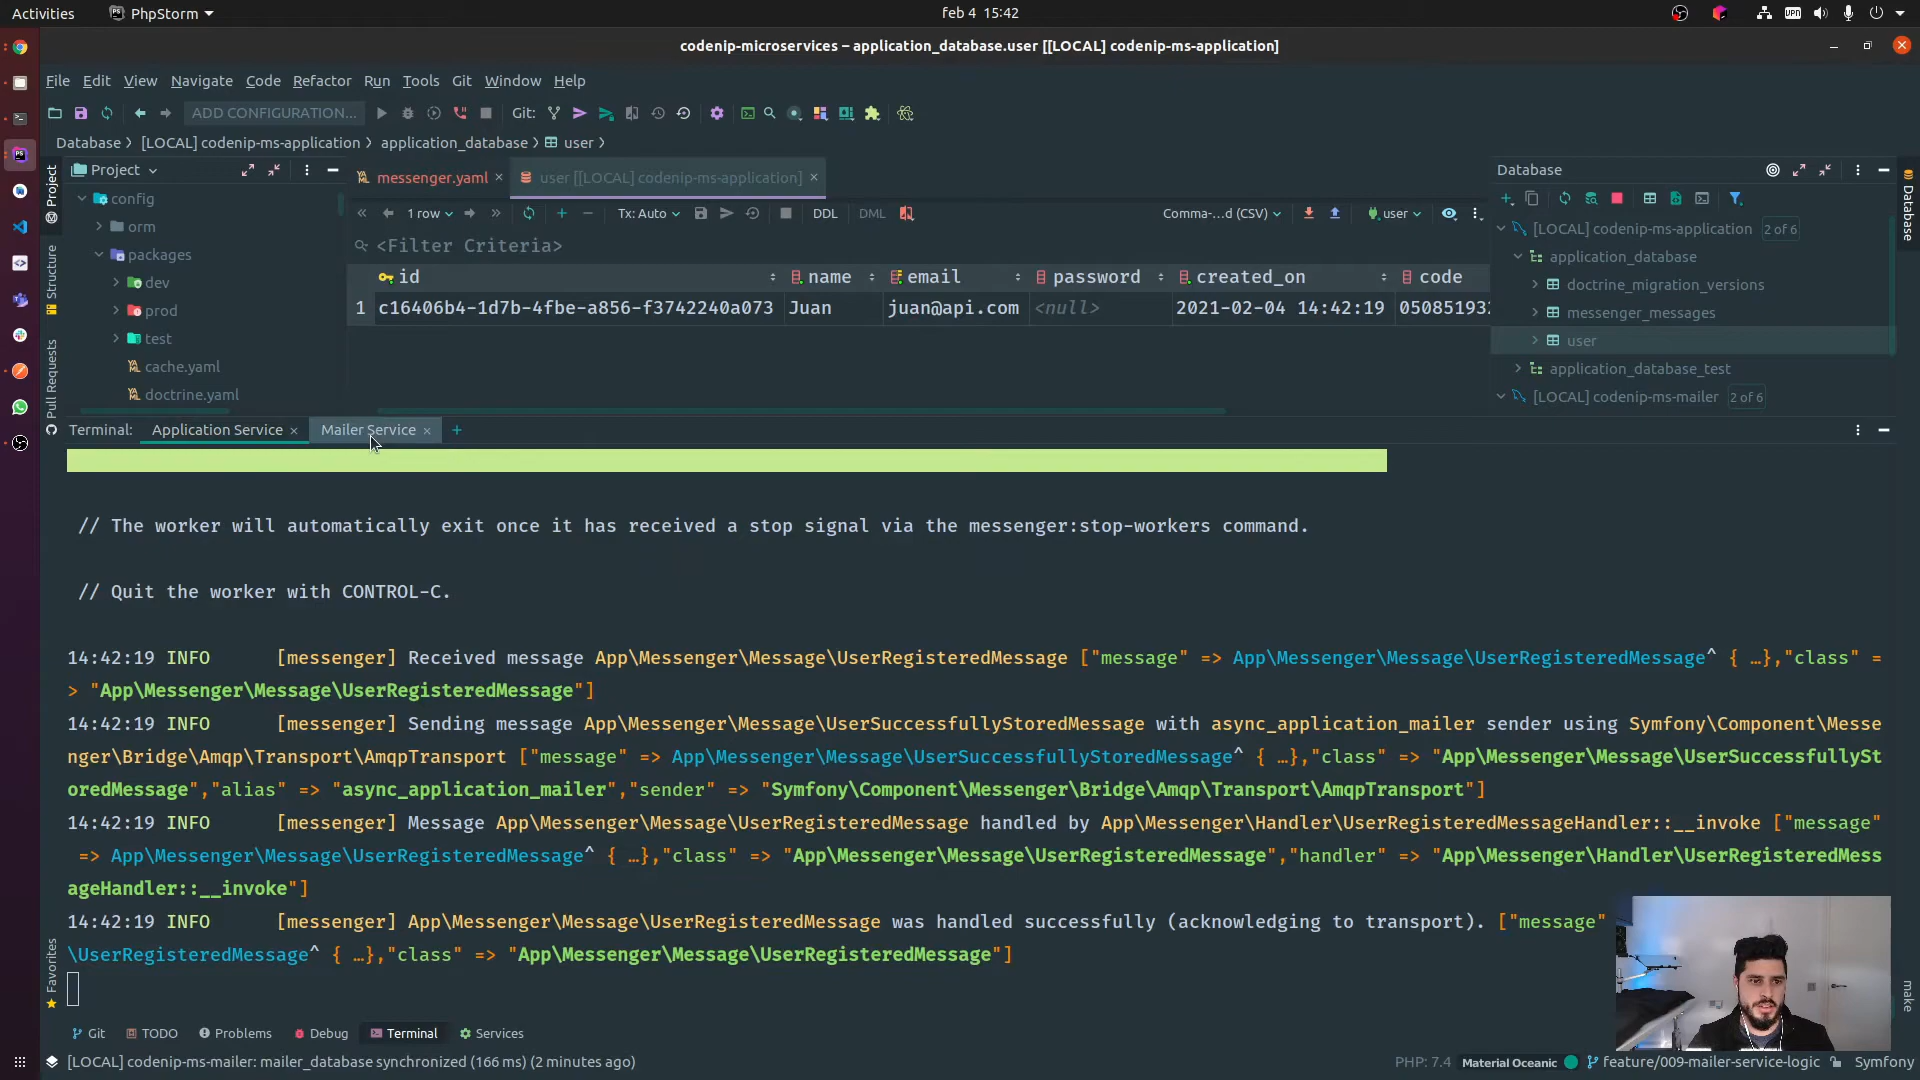 Activities
PhpStorm
feb 4 15:42
VPN
codenip-microservices – application_database.user [[LOCAL] codenip-ms-application]
File Edit View Navigate Code Refactor Run Tools Git Window Help
ADD CONFIGURATION...
Git:
Database
[LOCAL] codenip-ms-application
application_database
user
Project
config
orm
packages
dev
prod
test
cache.yaml
doctrine.yaml
Project
Structure
Pull Requests
Favorites
messenger.yaml
user [[LOCAL] codenip-ms-application]
1 row
Tx: Auto
DDL
DML
Comma-...d (CSV)
user
<Filter Criteria>
id name email password created_on code
1 c16406b4-1d7b-4fbe-a856-f3742240a073 Juan juan@api.com <null> 2021-02-04 14:42:19
Database
[LOCAL] codenip-ms-application 2 of 6
application_database
doctrine_migration_versions
messenger_messages
user
application_database_test
[LOCAL] codenip-ms-mailer 2 of 6
Database
make
Terminal: Application Service Mailer Service
// The worker will automatically exit once it has received a stop signal via the messenger:stop-workers command.
// Quit the worker with CONTROL-C.
14:42:19 INFO [messenger] Received message App\Messenger\Message\UserRegisteredMessage ["message" => App\Messenger\Message\UserRegisteredMessage^ { …},"class" =
> "App\Messenger\Message\UserRegisteredMessage"]
14:42:19 INFO [messenger] Sending message App\Messenger\Message\UserSuccessfullyStoredMessage with async_application_mailer sender using Symfony\Component\Messe
nger\Bridge\Amqp\Transport\AmqpTransport ["message" => App\Messenger\Message\UserSuccessfullyStoredMessage^ { …},"class" => "App\Messenger\Message\UserSuccessfullySt
oredMessage","alias" => "async_application_mailer","sender" => "Symfony\Component\Messenger\Bridge\Amqp\Transport\AmqpTransport"]
14:42:19 INFO [messenger] Message App\Messenger\Message\UserRegisteredMessage handled by App\Messenger\Handler\UserRegisteredMessageHandler::__invoke ["message"
=> App\Messenger\Message\UserRegisteredMessage^ { …},"class" => "App\Messenger\Message\UserRegisteredMessage","handler" => "App\Messenger\Handler\UserRegisteredMess
ageHandler::__invoke"]
14:42:19 INFO [messenger] App\Messenger\Message\UserRegisteredMessage was handled successfully (acknowledging to transport). ["message"
\UserRegisteredMessage^ { …},"class" => "App\Messenger\Message\UserRegisteredMessage"]
Git TODO Problems Debug Terminal Services
[LOCAL] codenip-ms-mailer: mailer_database synchronized (166 ms) (2 minutes ago)
PHP: 7.4 Material Oceanic feature/009-mailer-service-logic Symfony